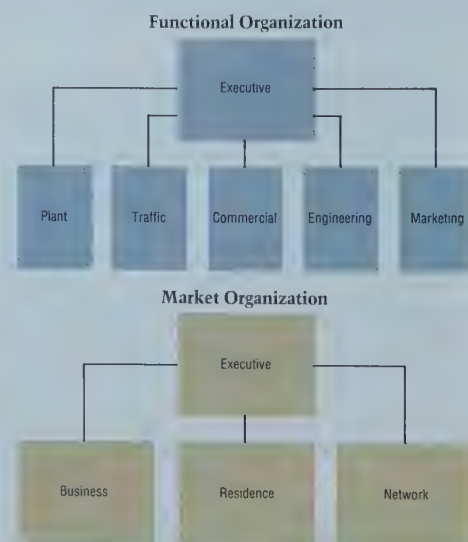 Functional Organization
Executive
Plant Traffic Commercial Engineering Marketing
Market Organization
Executive
Business Residence Network